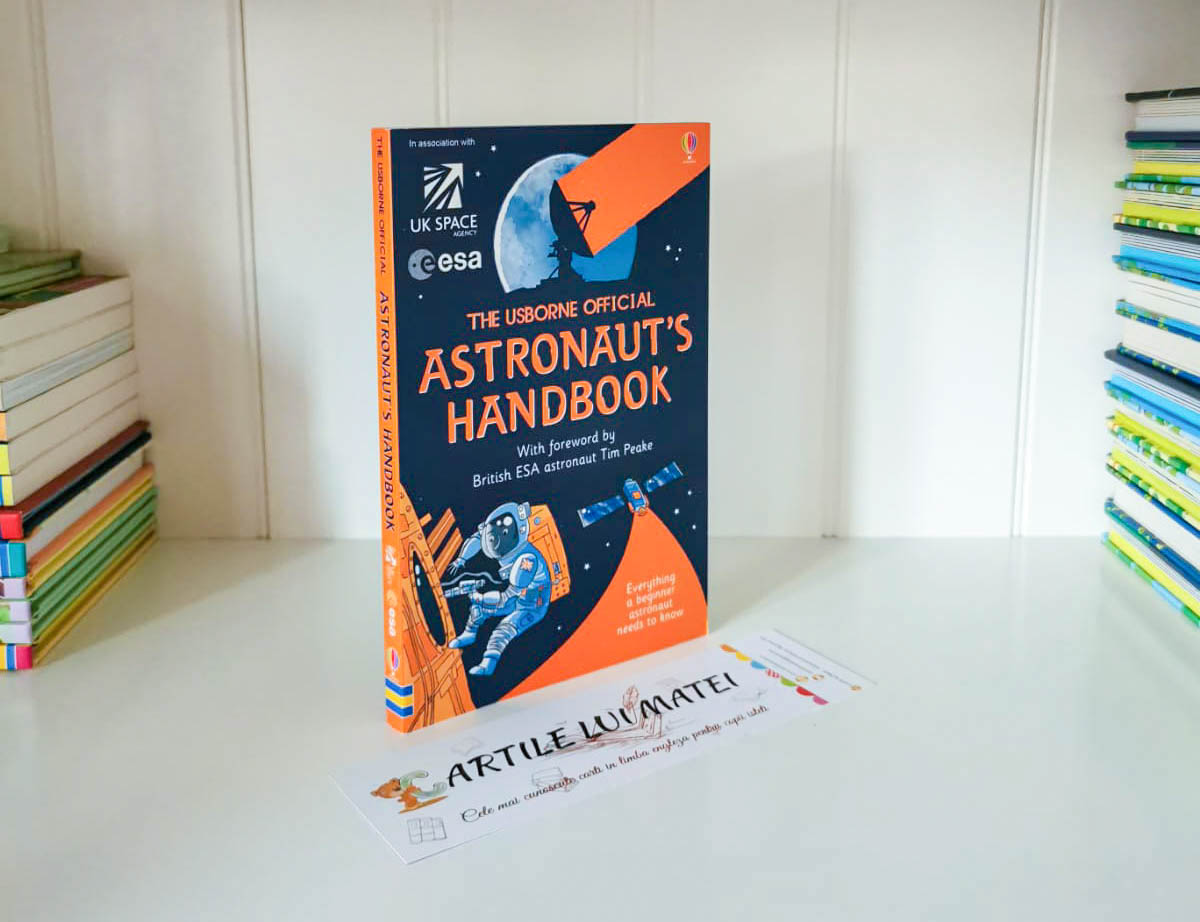 THE USBORNE OFFICIAL ASTRONAUT'S HANDBOOK
esa
In association with
UK SPACE
AGENCY
esa
THE USBORNE OFFICIAL
ASTRONAUT'S
HANDBOOK
With foreword by
British ESA astronaut Tim Peake
Everything
a beginner
astronaut
needs to know
CARTILE LUI MATEI
Cele mai cunoscute carti in limba engleza pentru copii isteti